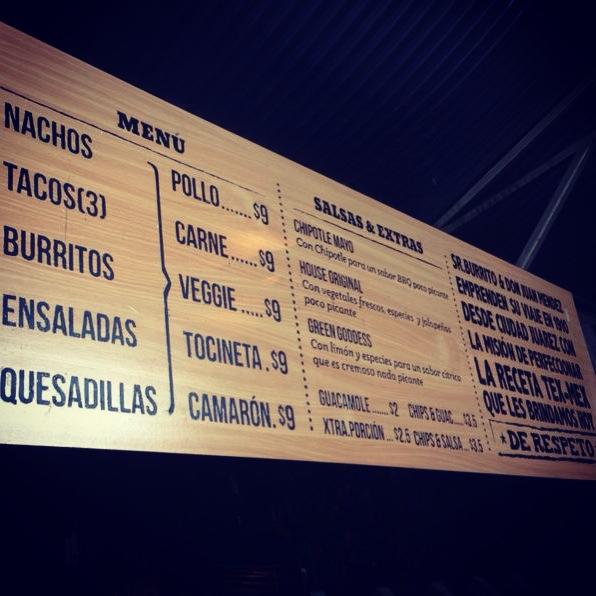 MENÚ
NACHOS
TACOS(3)
BURRITOS
ENSALADAS
QUESADILLAS
POLLO.......$9
CARNE......$9
VEGGIE.....$9
TOCINETA.$9
CAMARÓN.$9
SALSAS & EXTRAS
CHIPOTLE MAYO
Con Chipotle para un sabor BBQ poco picante
HOUSE ORIGINAL
Con vegetales frescos, especies y jalapeños
poco picante
GREEN GODDESS
Con limón y especies para un sabor cítrico
que es cremoso nada picante
GUACAMOLE......$2 CHIPS & GUAC....$3.5
XTRA.PORCIÓN...$2.5 CHIPS & SALSA...$3.5
SR.BURRITO & DON JUAN MENDEZ
EMPRENDEN SU VIAJE EN 1910
DESDE CIUDAD JUAREZ CON
LA MISIÓN DE PERFECCIONAR
LA RECETA TEX-MEX
QUE LES BRINDAMOS HOY.
*DE RESPETO